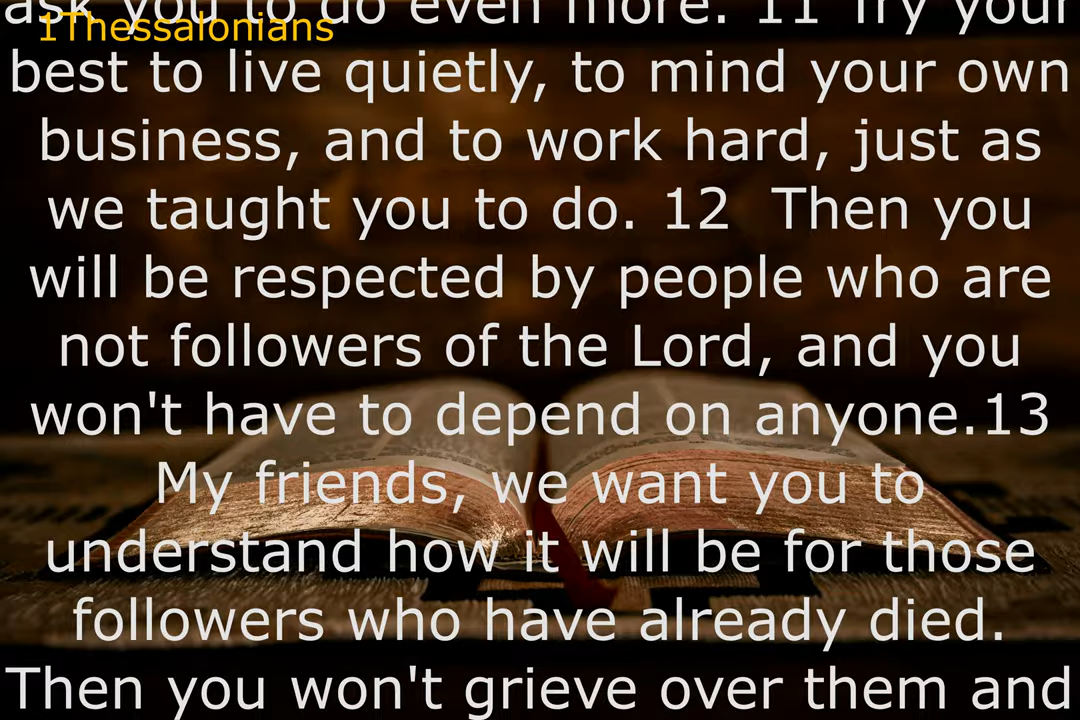 ask you to do even more. 11 Try your
1Thessalonians
best to live quietly, to mind your own
business, and to work hard, just as
we taught you to do. 12 Then you
will be respected by people who are
not followers of the Lord, and you
won't have to depend on anyone.13
My friends, we want you to
understand how it will be for those
followers who have already died.
Then you won't grieve over them and